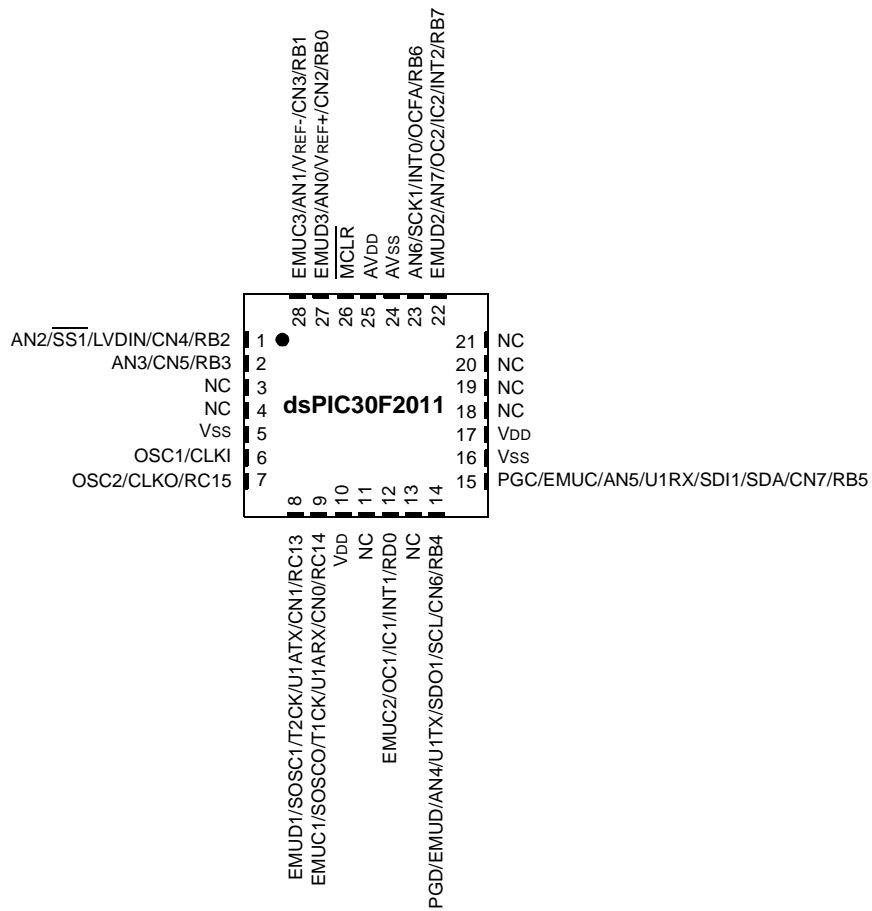 EMUC3/AN1/VREF-/CN3/RB1
EMUD3/AN0/VREF+/CN2/RB0
MCLR
AVDD
AVSS
AN6/SCK1/INT0/OCFA/RB6
EMUD2/AN7/OC2/IC2/INT2/RB7
28
27
26
25
24
23
22
AN2/SS1/LVDIN/CN4/RB2 1
AN3/CN5/RB3 2
NC 3
NC 4
VSS 5
OSC1/CLKI 6
OSC2/CLKO/RC15 7
dsPIC30F2011
21 NC
20 NC
19 NC
18 NC
17 VDD
16 VSS
15 PGC/EMUC/AN5/U1RX/SDI1/SDA/CN7/RB5
8
9
10
11
12
13
14
EMUD1/SOSC1/T2CK/U1ATX/CN1/RC13
EMUC1/SOSCO/T1CK/U1ARX/CN0/RC14
VDD
NC
EMUC2/OC1/IC1/INT1/RD0
NC
PGD/EMUD/AN4/U1TX/SDO1/SCL/CN6/RB4